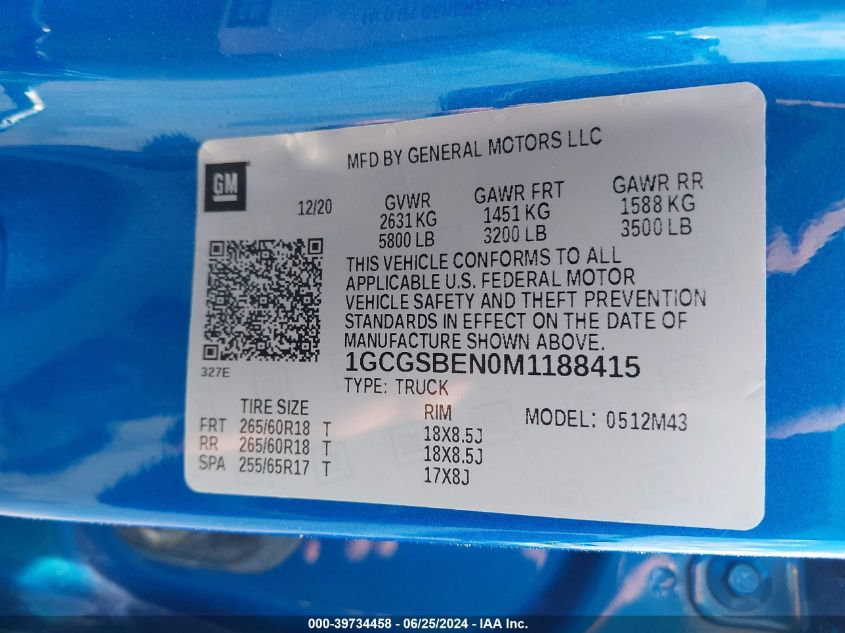 MFD BY GENERAL MOTORS LLC
GM
12/20
GVWR
2631 KG
5800 LB
GAWR FRT
1451 KG
3200 LB
GAWR RR
1588 KG
3500 LB
THIS VEHICLE CONFORMS TO ALL
APPLICABLE U.S. FEDERAL MOTOR
VEHICLE SAFETY AND THEFT PREVENTION
STANDARDS IN EFFECT ON THE DATE OF
MANUFACTURE SHOWN ABOVE.
327E
1GCGSBEN0M1188415
TYPE: TRUCK
TIRE SIZE
RIM
MODEL: 0512M43
FRT 265/60R18 T 18X8.5J
RR 265/60R18 T 18X8.5J
SPA 255/65R17 T 17X8J
000-39734458 - 06/25/2024 - IAA Inc.